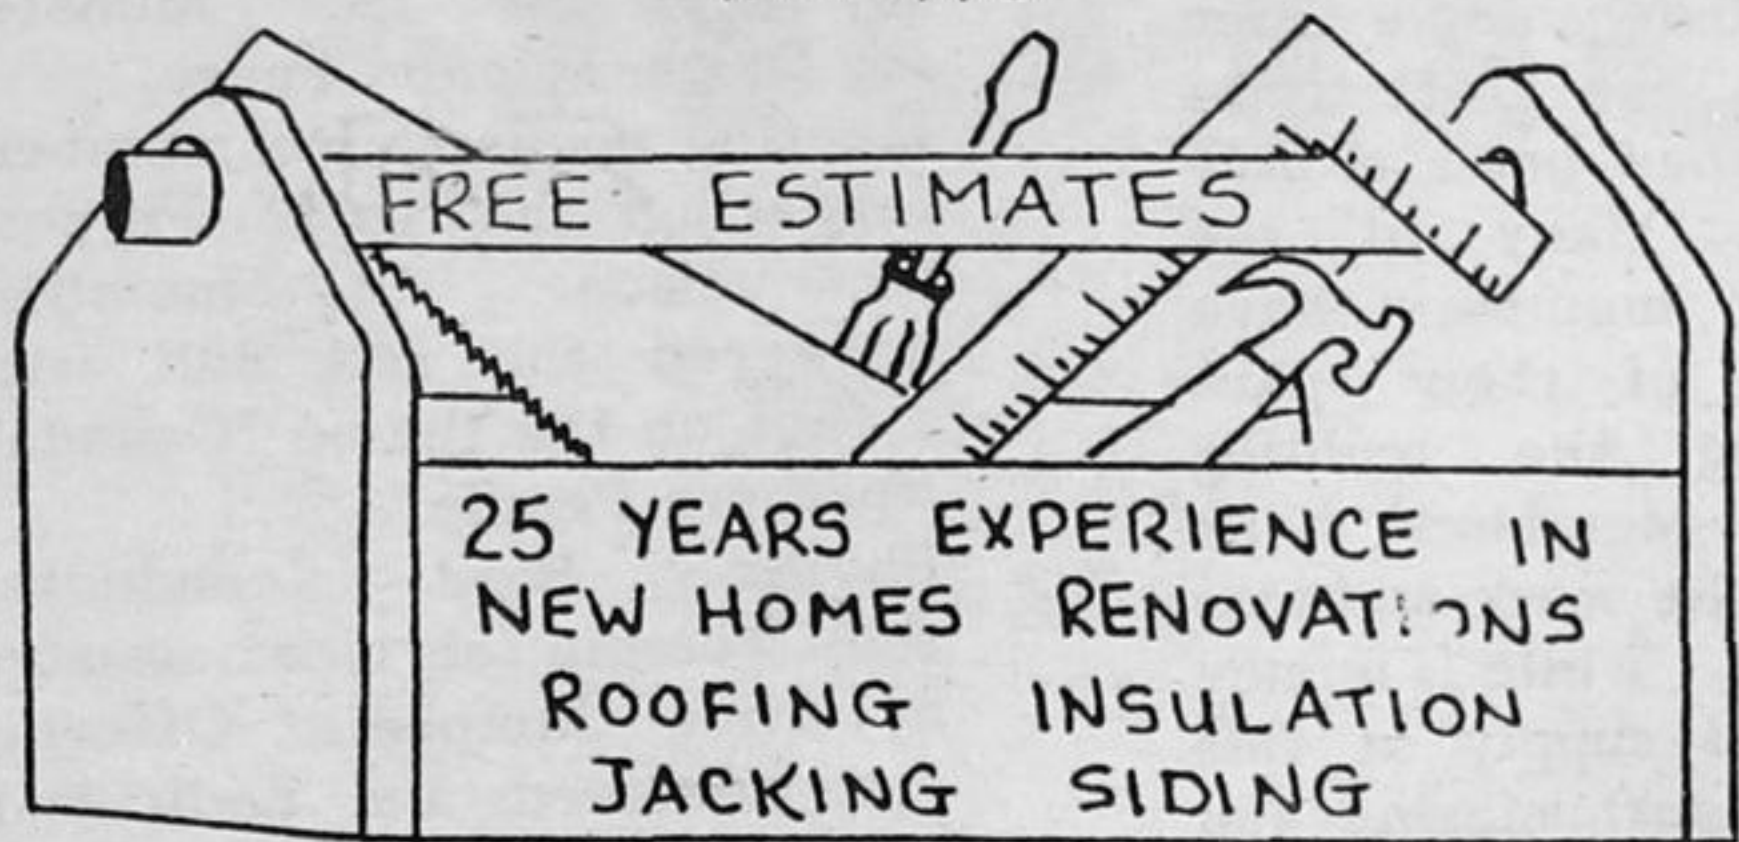 FREE ESTIMATES
25 YEARS EXPERIENCE IN
NEW HOMES RENOVATIONS
ROOFING INSULATION
JACKING SIDING